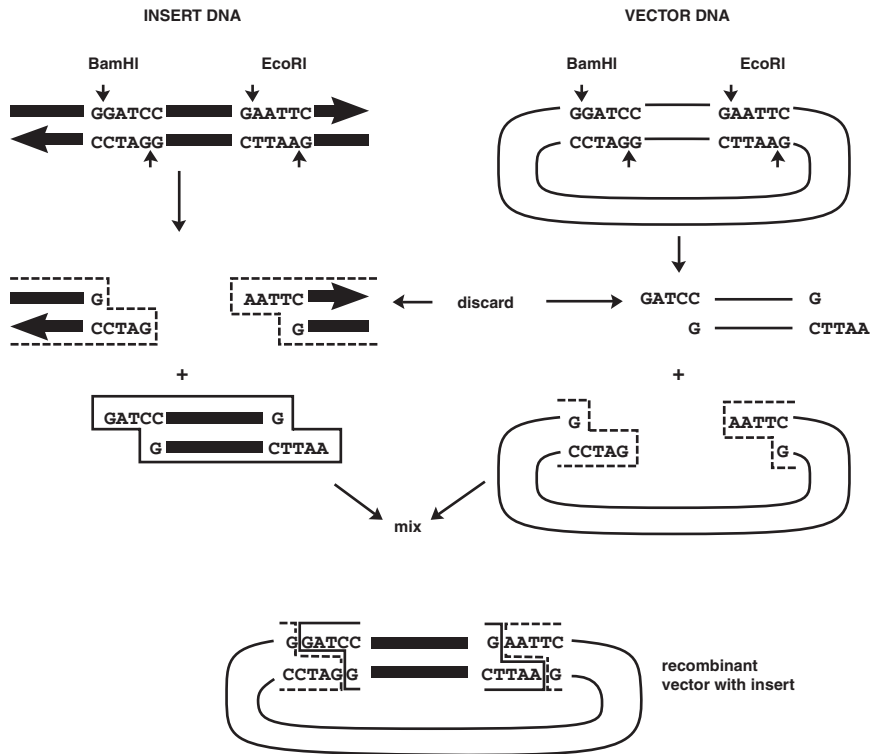 INSERT DNA VECTOR DNA
BamHI EcoRI BamHI EcoRI
GGATCC GAATTC GGATCC GAATTC
CCTAGG CTTAAG CCTAGG CTTAAG
G AATTC discard GATCC G
CCTAG G G CTTAA
+ +
GATCC G G AATTC
G CTTAA CCTAG G
mix
GGATCC GAATTC
CCTAGG CTTAAG
recombinant
vector with insert